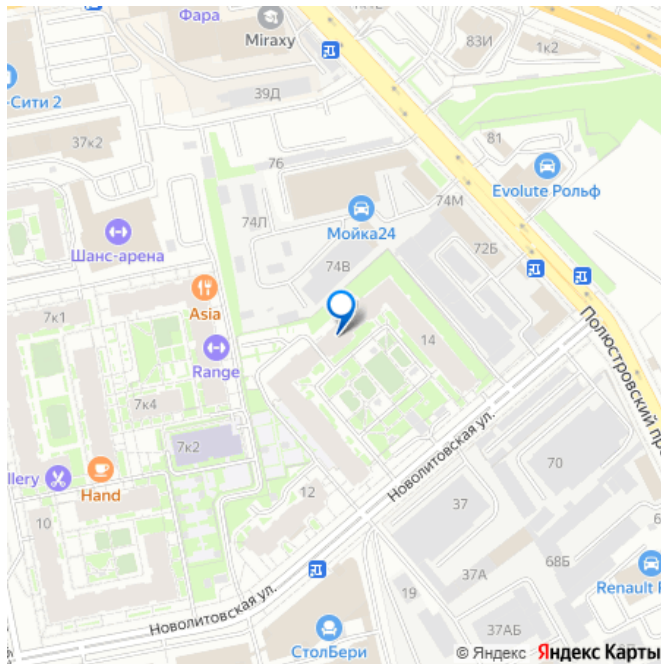 Фара
Miraxy
83И
1к2
-Сити 2
39Д
37к2
76
81
Evolute Рольф
74М
74Л
Мойка24
72Б
Шанс-арена
74В
7к1
Asia
14
Полюстровский пр
Range
7к4
7к2
Новолитовская ул.
llery
Hand
12
70
10
37
68Б
37А
19
Renault Р
Новолитовская ул.
37АБ
СтолБери
© Яндекс Яндекс Карты